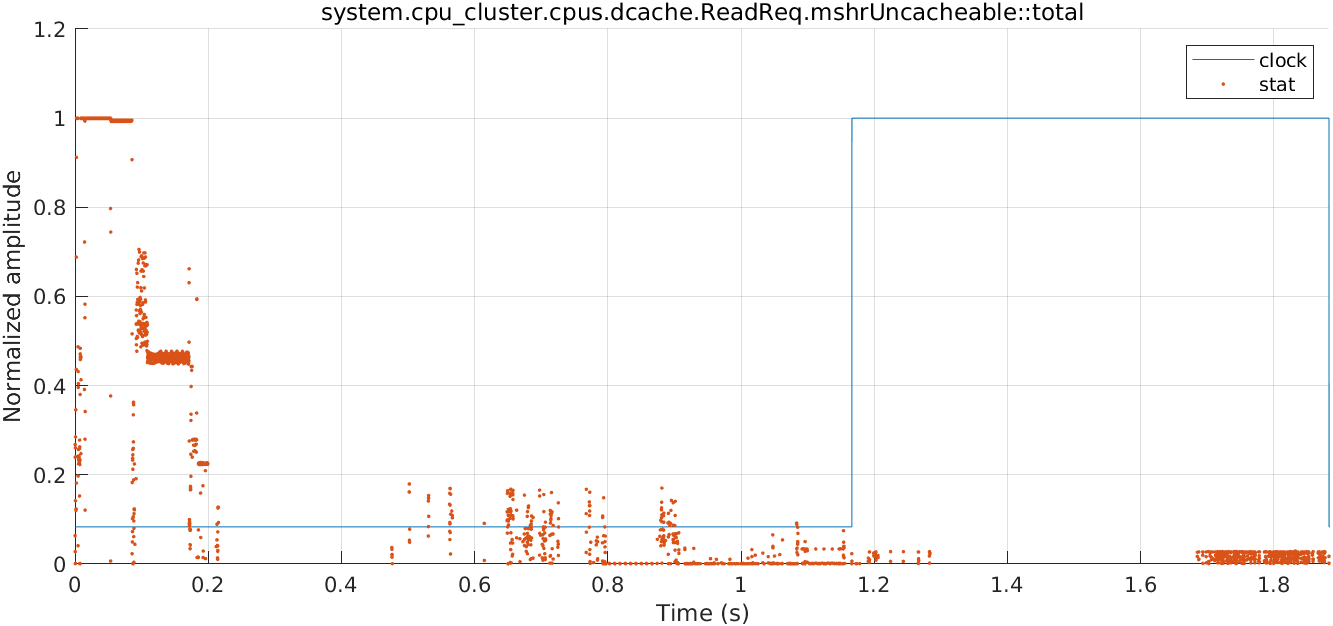 system.cpu_cluster.cpus.dcache.ReadReq.mshrUncacheable::total
1.2
1
0.8
0.6
0.4
0.2
0
Normalized amplitude
clock
stat
0 0.2 0.4 0.6 0.8 1 1.2 1.4 1.6 1.8
Time (s)